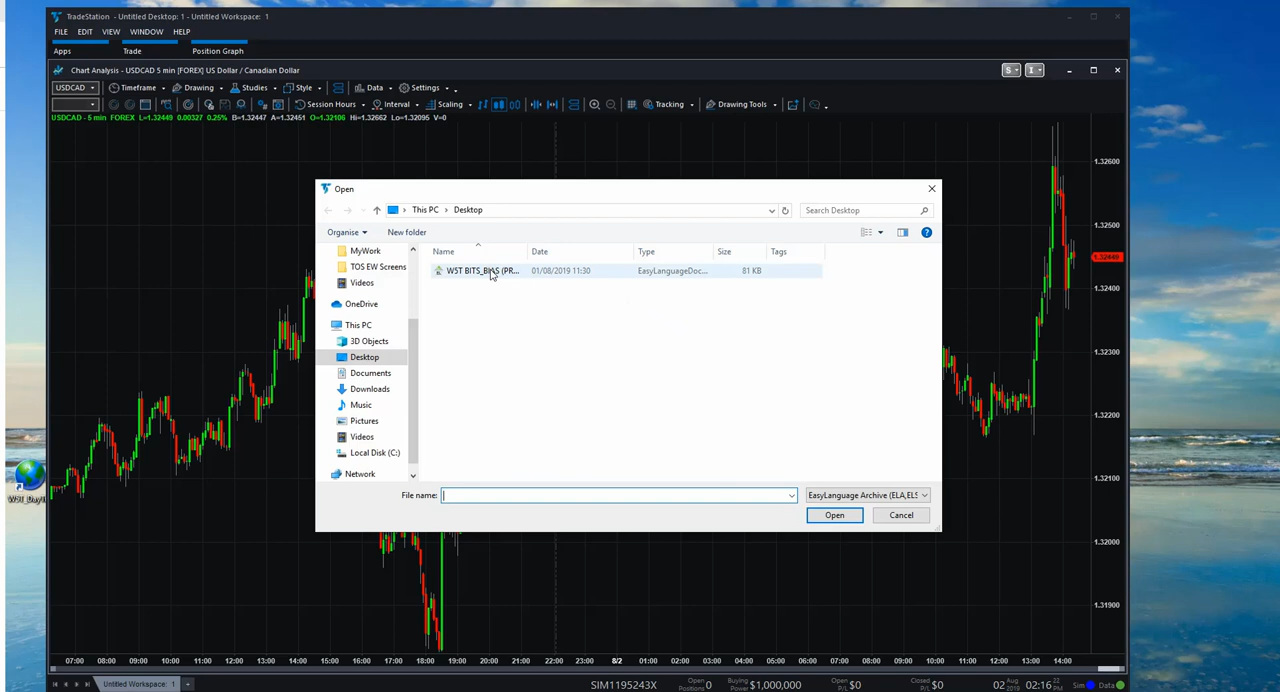 TradeStation - Untitled Desktop: 1 - Untitled Workspace: 1
FILE EDIT VIEW WINDOW HELP
Apps Trade Position Graph
Chart Analysis - USDCAD 5 min [FOREX] US Dollar / Canadian Dollar
S I
USDCAD Timeframe Drawing Studies Style Data Settings
Session Hours Interval Scaling Tracking Drawing Tools
USDCAD - 5 min FOREX L=1.32449 0.00327 0.25% B=1.32447 A=1.32451 O=1.32106 Hi=1.32662 Lo=1.32095 V=0
1.32600
1.32500
1.32449
1.32400
1.32300
1.32200
1.32100
1.32000
1.31900
Open
This PC Desktop
Search Desktop
Organise New folder
MyWork
TOS EW Screens
Videos
OneDrive
This PC
3D Objects
Desktop
Documents
Downloads
Music
Pictures
Videos
Local Disk (C:)
Network
Name Date Type Size Tags
W5T BITS_BIAS (PR... 01/08/2019 11:30 EasyLanguageDoc... 81 KB
File name:
EasyLanguage Archive (ELA,ELS
Open Cancel
07:00 08:00 09:00 10:00 11:00 12:00 13:00 14:00 15:00 16:00 17:00 18:00 19:00 20:00 21:00 22:00 23:00 8/2 01:00 02:00 03:00 04:00 05:00 06:00 07:00 08:00 09:00 10:00 11:00 12:00 13:00 14:00
Untitled Workspace: 1 +
SIM1195243X
Open Positions 0
Buying Power $1,000,000
Open P/L $0
Closed P/L $0
02 Aug 2019
02:16 22 PM
Sim Data